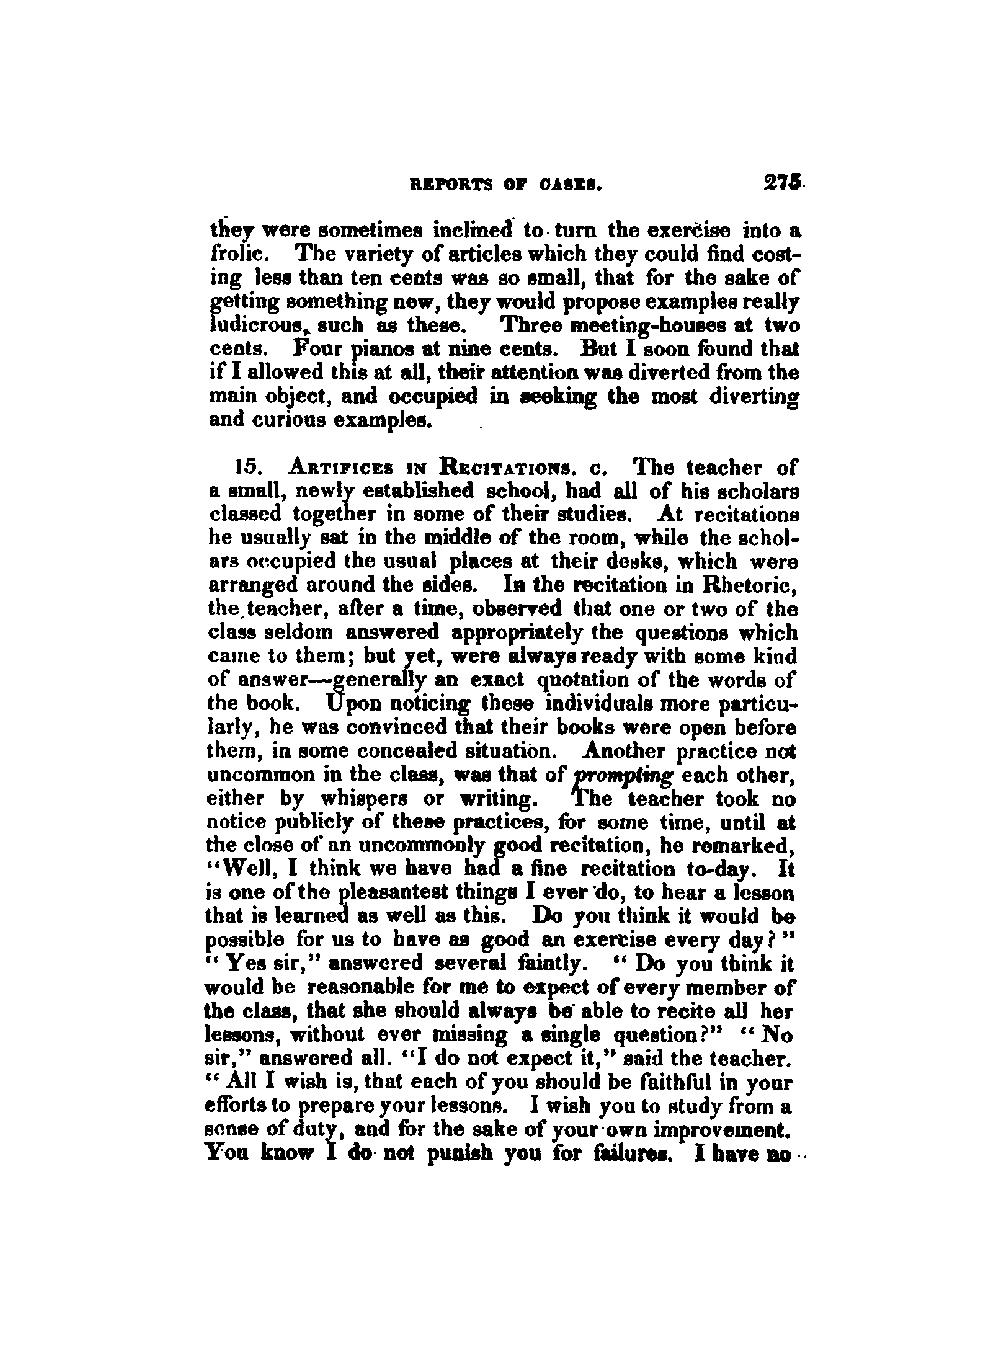 REPORTS OF CASES. 275
they were sometimes inclined to turn the exercise into a
frolic. The variety of articles which they could find cost-
ing less than ten cents was so small, that for the sake of
getting something new, they would propose examples really
ludicrous, such as these. Three meeting-houses at two
cents. Four pianos at nine cents. But I soon found that
if I allowed this at all, their attention was diverted from the
main object, and occupied in seeking the most diverting
and curious examples.
15. ARTIFICES IN RECITATIONS. C. The teacher of
a small, newly established school, had all of his scholars
classed together in some of their studies. At recitations
he usually sat in the middle of the room, while the schol-
ars occupied the usual places at their desks, which were
arranged around the sides. In the recitation in Rhetoric,
the teacher, after a time, observed that one or two of the
class seldom answered appropriately the questions which
came to them; but yet, were always ready with some kind
of answer—generally an exact quotation of the words of
the book. Upon noticing these individuals more particu-
larly, he was convinced that their books were open before
them, in some concealed situation. Another practice not
uncommon in the class, was that of prompting each other,
either by whispers or writing. The teacher took no
notice publicly of these practices, for some time, until at
the close of an uncommonly good recitation, he remarked,
"Well, I think we have had a fine recitation to-day. It
is one of the pleasantest things I ever do, to hear a lesson
that is learned as well as this. Do you think it would be
possible for us to have as good an exercise every day?"
"Yes sir," answered several faintly. "Do you think it
would be reasonable for me to expect of every member of
the class, that she should always be able to recite all her
lessons, without ever missing a single question?" "No
sir," answered all. "I do not expect it," said the teacher.
"All I wish is, that each of you should be faithful in your
efforts to prepare your lessons. I wish you to study from a
sense of duty, and for the sake of your own improvement.
You know I do not punish you for failures. I have no